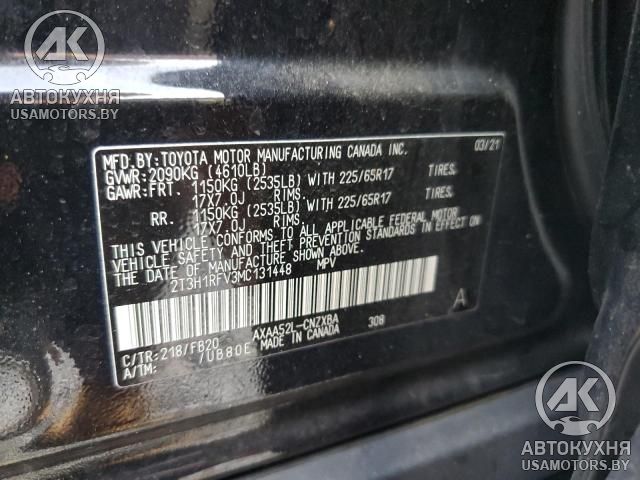 AK
АВТОКУХНЯ
USAMOTORS.BY
MFD.BY:TOYOTA MOTOR MANUFACTURING CANADA INC. 03/21
GVWR:2090KG (4610LB)
GAWR:FRT. 1150KG (2535LB) WITH 225/65R17 TIRES.
17X7.0J RIMS.
RR. 1150KG (2535LB) WITH 225/65R17 TIRES.
17X7.0J RIMS.
THIS VEHICLE CONFORMS TO ALL APPLICABLE FEDERAL MOTOR
VEHICLE SAFETY AND THEFT PREVENTION STANDARDS IN EFFECT ON
THE DATE OF MANUFACTURE SHOWN ABOVE.
2T3H1RFV3MC131448 MPV
A
C/TR:218/FB20 AXAA52L-CNZXBA 308
A/TM: /UB80E MADE IN CANADA
AK
АВТОКУХНЯ
USAMOTORS.BY